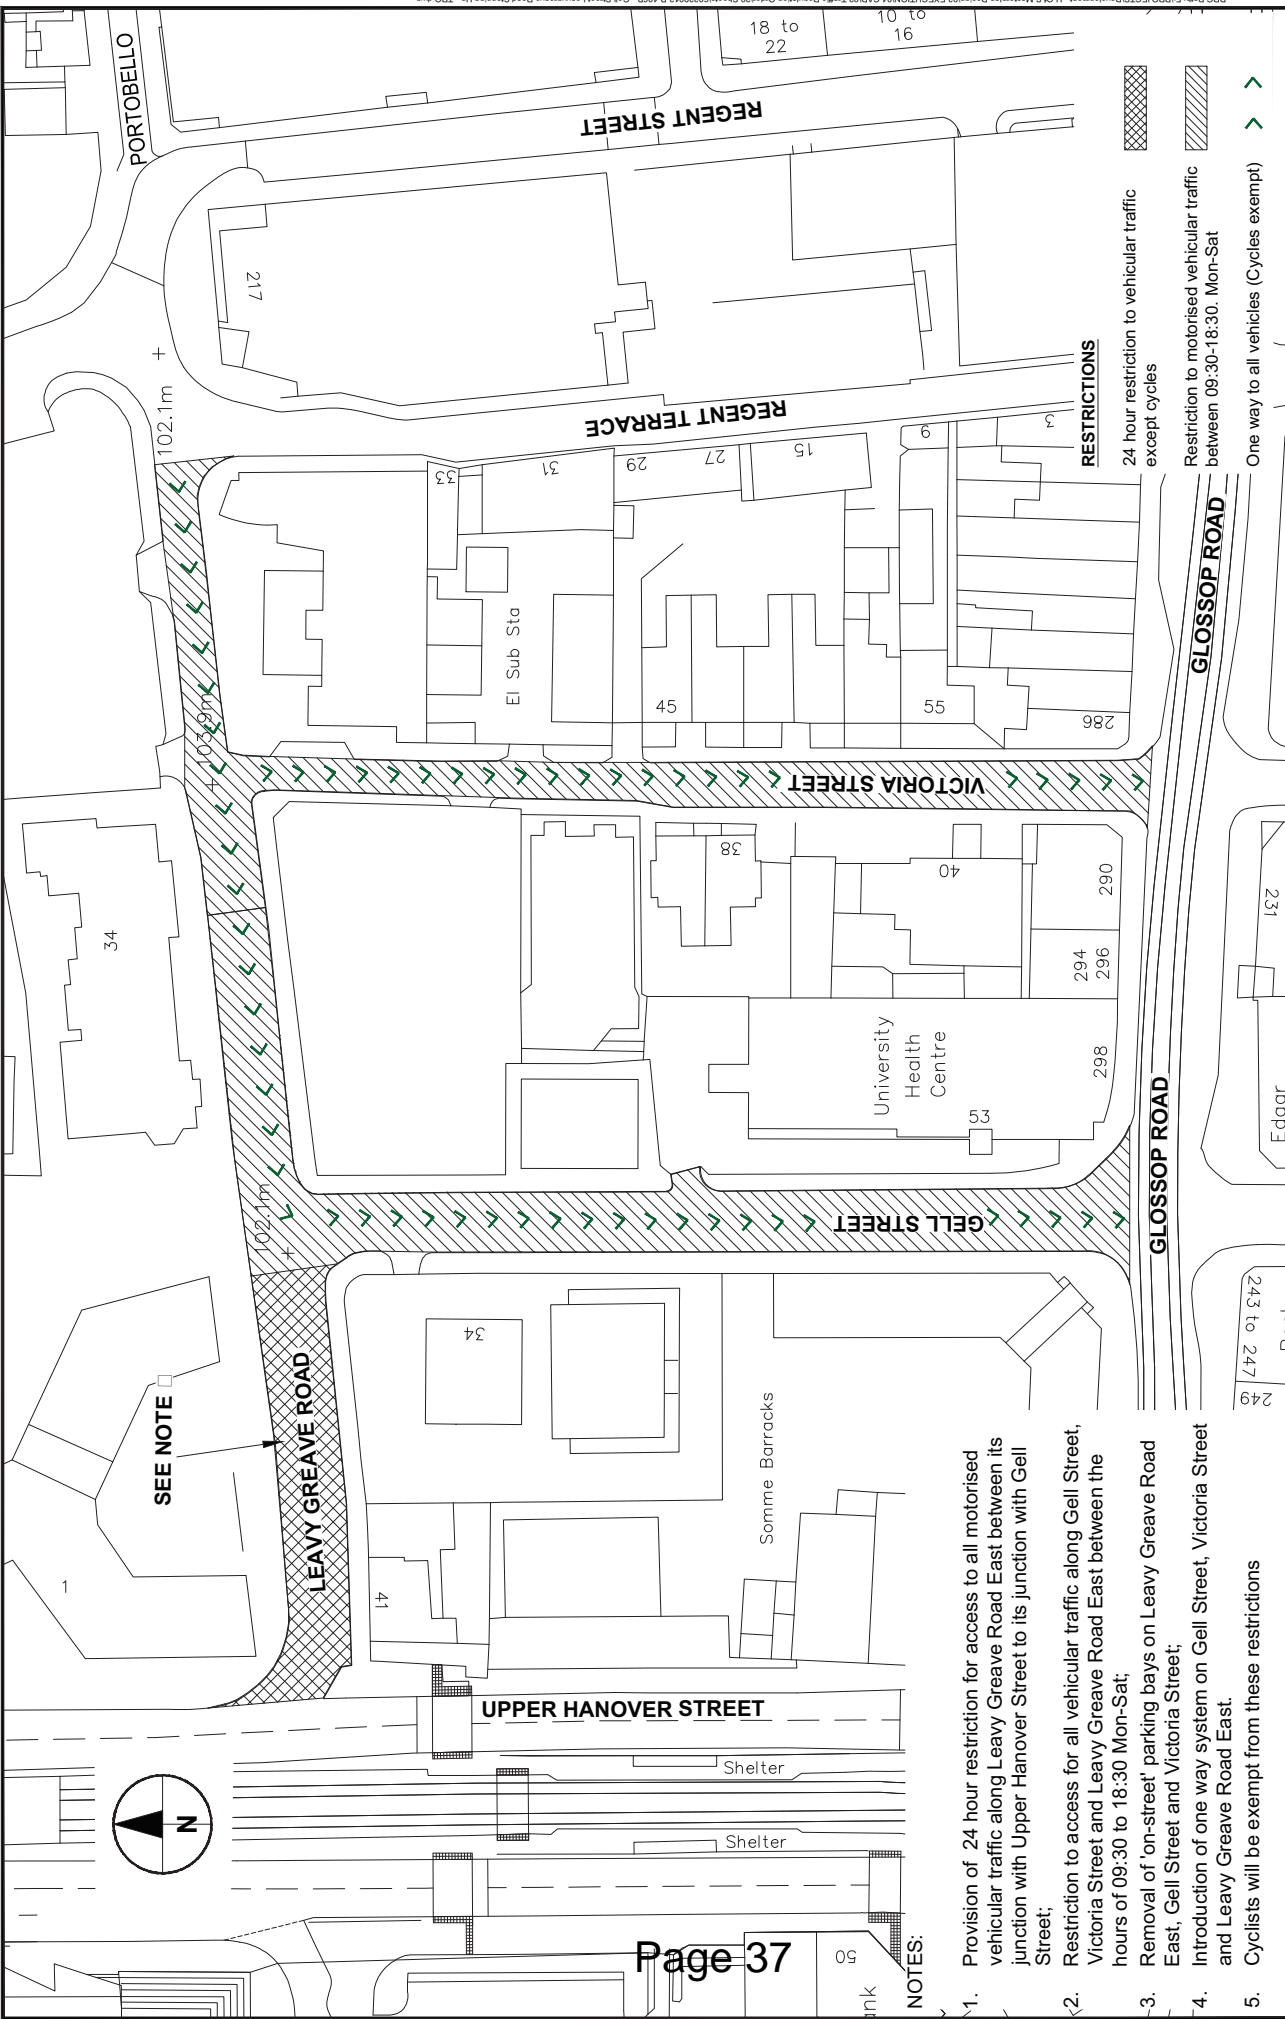 PORTOBELLO
18 to
22
10 to
16
REGENT STREET
217
102.1m
REGENT TERRACE
33
31
29
27
15
9
3
El Sub Sta
45
55
286
103.9m
VICTORIA STREET
GLOSSOP ROAD
34
38
40
290
294
296
298
231
University
Health
Centre
53
GELL STREET
GLOSSOP ROAD
102.1m
SEE NOTE
LEAVY GREAVE ROAD
34
Somme Barracks
243 to 247
249
1
41
UPPER HANOVER STREET
Shelter
Shelter
N
50
Edgar
RESTRICTIONS
24 hour restriction to vehicular traffic
except cycles
Restriction to motorised vehicular traffic
between 09:30-18:30. Mon-Sat
One way to all vehicles (Cycles exempt)
NOTES:
1. Provision of 24 hour restriction for access to all motorised
vehicular traffic along Leavy Greave Road East between its
junction with Upper Hanover Street to its junction with Gell
Street;
2. Restriction to access for all vehicular traffic along Gell Street,
Victoria Street and Leavy Greave Road East between the
hours of 09:30 to 18:30 Mon-Sat;
3. Removal of 'on-street' parking bays on Leavy Greave Road
East, Gell Street and Victoria Street;
4. Introduction of one way system on Gell Street, Victoria Street
and Leavy Greave Road East.
5. Cyclists will be exempt from these restrictions
Page 37